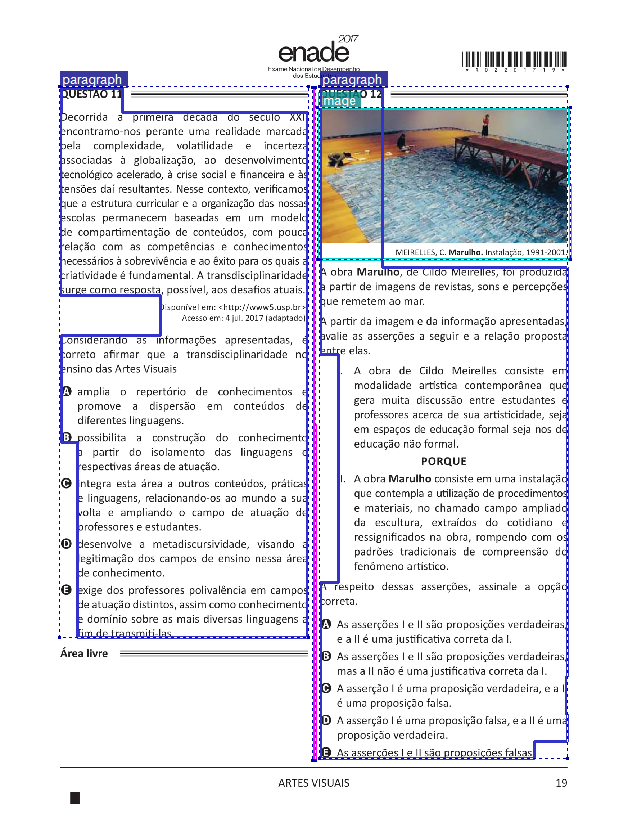 2017
enade
Exame Nacional de Desempenho
dos Estu
*R02201719*
paragraph
QUESTÃO 11
Decorrida a primeira década do século XXI,
encontramo-nos perante uma realidade marcada
pela complexidade, volatilidade e incerteza
associadas à globalização, ao desenvolvimento
tecnológico acelerado, à crise social e financeira e às
tensões daí resultantes. Nesse contexto, verificamos
que a estrutura curricular e a organização das nossas
escolas permanecem baseadas em um modelo
de compartimentação de conteúdos, com pouca
relação com as competências e conhecimentos
necessários à sobrevivência e ao êxito para os quais a
criatividade é fundamental. A transdisciplinaridade
surge como resposta, possível, aos desafios atuais.
Disponível em: <http://www5.usp.br>
Acesso em: 4 jul. 2017 (adaptado)
Considerando as informações apresentadas, é
correto afirmar que a transdisciplinaridade no
ensino das Artes Visuais
A amplia o repertório de conhecimentos e
promove a dispersão em conteúdos de
diferentes linguagens.
B possibilita a construção do conhecimento
a partir do isolamento das linguagens e
respectivas áreas de atuação.
C integra esta área a outros conteúdos, práticas
e linguagens, relacionando-os ao mundo a sua
volta e ampliando o campo de atuação de
professores e estudantes.
D desenvolve a metadiscursividade, visando a
legitimação dos campos de ensino nessa área
de conhecimento.
E exige dos professores polivalência em campos
de atuação distintos, assim como conhecimento
e domínio sobre as mais diversas linguagens a
fim de transmiti-las.
Área livre
paragraph
QUESTÃO 12
image
MEIRELLES, C. Marulho. Instalação, 1991-2001.
A obra Marulho, de Cildo Meirelles, foi produzida
a partir de imagens de revistas, sons e percepções
que remetem ao mar.
A partir da imagem e da informação apresentadas,
avalie as asserções a seguir e a relação proposta
entre elas.
I. A obra de Cildo Meirelles consiste em
modalidade artística contemporânea que
gera muita discussão entre estudantes e
professores acerca de sua artisticidade, seja
em espaços de educação formal seja nos de
educação não formal.
PORQUE
II. A obra Marulho consiste em uma instalação
que contempla a utilização de procedimentos
e materiais, no chamado campo ampliado
da escultura, extraídos do cotidiano e
ressignificados na obra, rompendo com os
padrões tradicionais de compreensão do
fenômeno artístico.
A respeito dessas asserções, assinale a opção
correta.
A As asserções I e II são proposições verdadeiras,
e a II é uma justificativa correta da I.
B As asserções I e II são proposições verdadeiras,
mas a II não é uma justificativa correta da I.
C A asserção I é uma proposição verdadeira, e a II
é uma proposição falsa.
D A asserção I é uma proposição falsa, e a II é uma
proposição verdadeira.
E As asserções I e II são proposições falsas.
ARTES VISUAIS
19